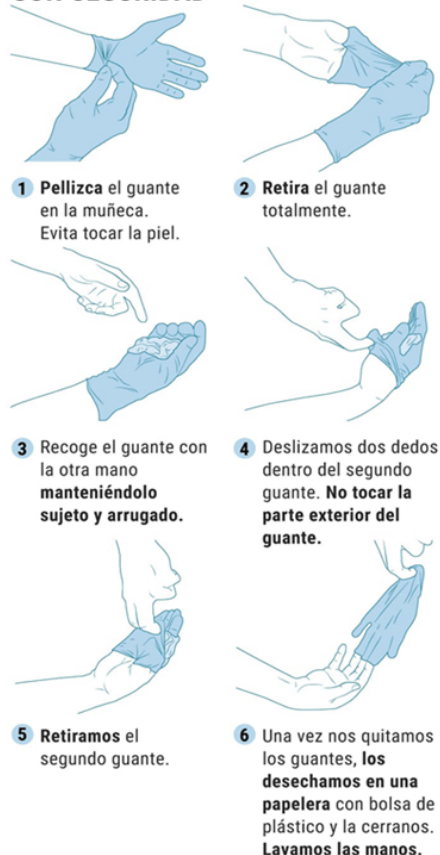 1 Pellizca el guante
en la muñeca.
Evita tocar la piel.
2 Retira el guante
totalmente.
3 Recoge el guante con
la otra mano
manteniéndolo
sujeto y arrugado.
4 Deslizamos dos dedos
dentro del segundo
guante. No tocar la
parte exterior del
guante.
5 Retiramos el
segundo guante.
6 Una vez nos quitamos
los guantes, los
desechamos en una
papelera con bolsa de
plástico y la cerranos.
Lavamos las manos.